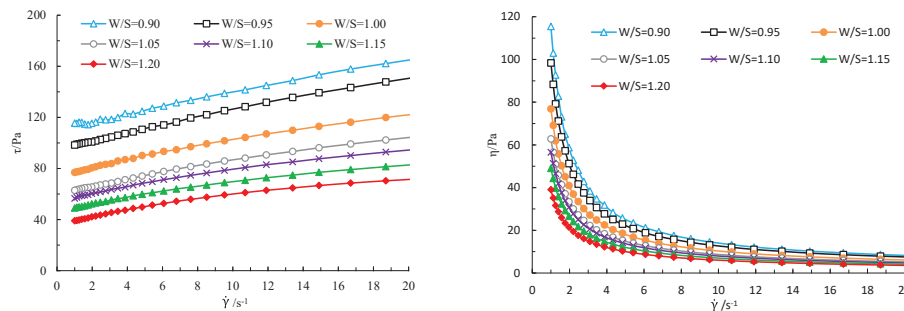 W/S=0.90 W/S=0.95 W/S=1.00
W/S=1.05 W/S=1.10 W/S=1.15
W/S=1.20
τ/Pa
200
160
120
80
40
0
0 2 4 6 8 10 12 14 16 18 20
γ̇ /s⁻¹
W/S=0.90 W/S=0.95 W/S=1.00
W/S=1.05 W/S=1.10 W/S=1.15
W/S=1.20
η/Pa
120
100
80
60
40
20
0
0 2 4 6 8 10 12 14 16 18 20
γ̇ /s⁻¹